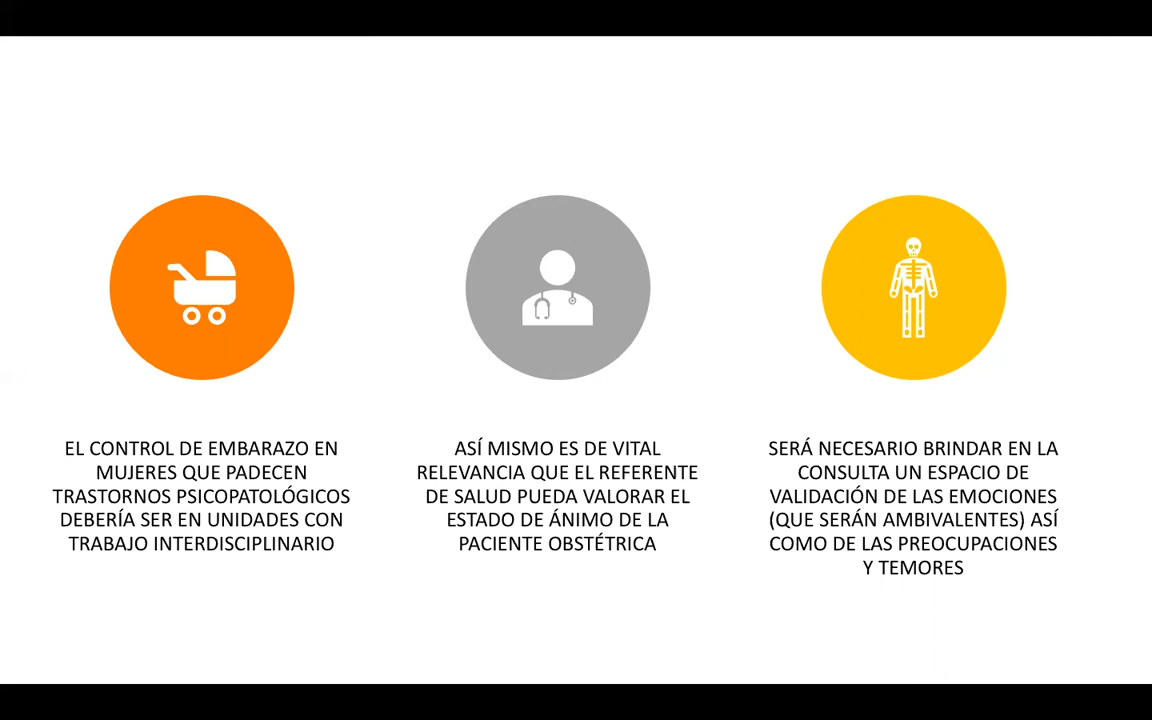 EL CONTROL DE EMBARAZO EN
MUJERES QUE PADECEN
TRASTORNOS PSICOPATOLÓGICOS
DEBERÍA SER EN UNIDADES CON
TRABAJO INTERDISCIPLINARIO
ASÍ MISMO ES DE VITAL
RELEVANCIA QUE EL REFERENTE
DE SALUD PUEDA VALORAR EL
ESTADO DE ÁNIMO DE LA
PACIENTE OBSTÉTRICA
SERÁ NECESARIO BRINDAR EN LA
CONSULTA UN ESPACIO DE
VALIDACIÓN DE LAS EMOCIONES
(QUE SERÁN AMBIVALENTES) ASÍ
COMO DE LAS PREOCUPACIONES
Y TEMORES